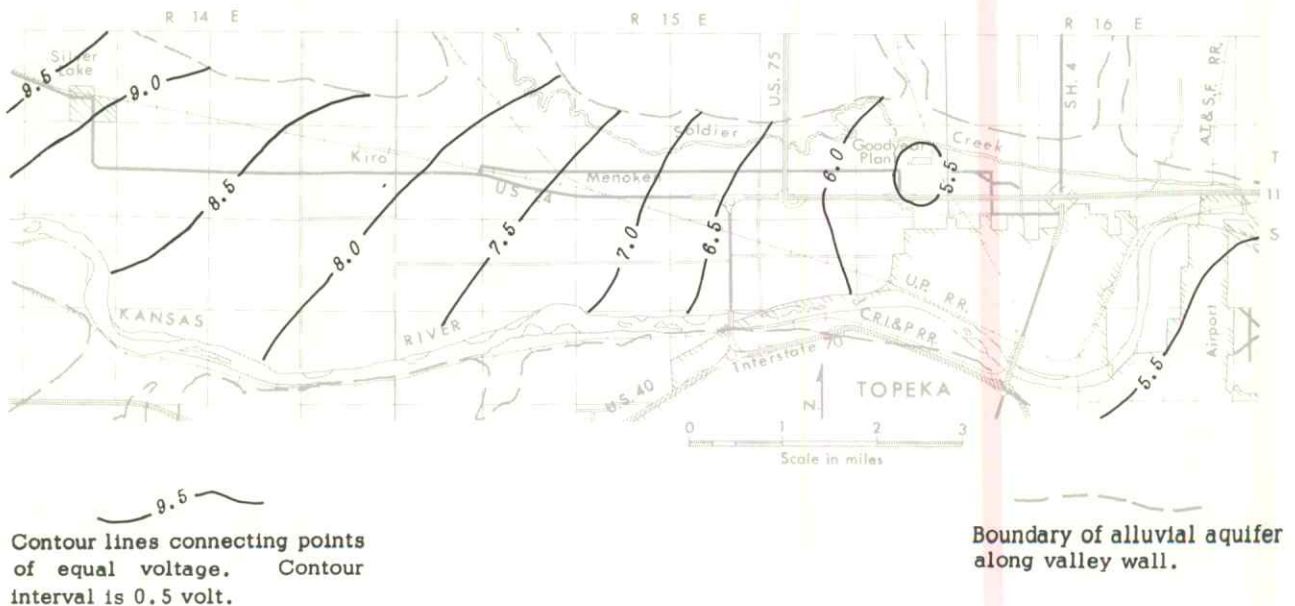 R 14 E
R 15 E
R 16 E
Silver
Lake
9.5
9.0
8.5
8.0
7.5
7.0
6.5
6.0
5.5
5.5
Kiro
Menoken
U.S. 24
U.S. 75
Soldier
Creek
Goodyear
Plant
S.H. 4
A.T. & S.F. RR.
T
11
S
KANSAS
RIVER
U.P. RR.
C.R.I.& P. RR.
Interstate 70
U.S. 40
TOPEKA
Airport
N
0 1 2 3
Scale in miles
9.5
Contour lines connecting points
of equal voltage. Contour
interval is 0.5 volt.
Boundary of alluvial aquifer
along valley wall.